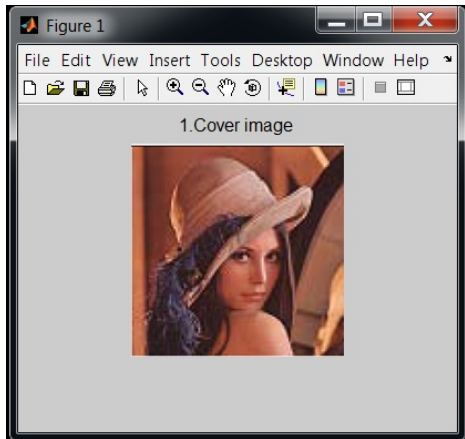 Figure 1
File Edit View Insert Tools Desktop Window Help
1.Cover image